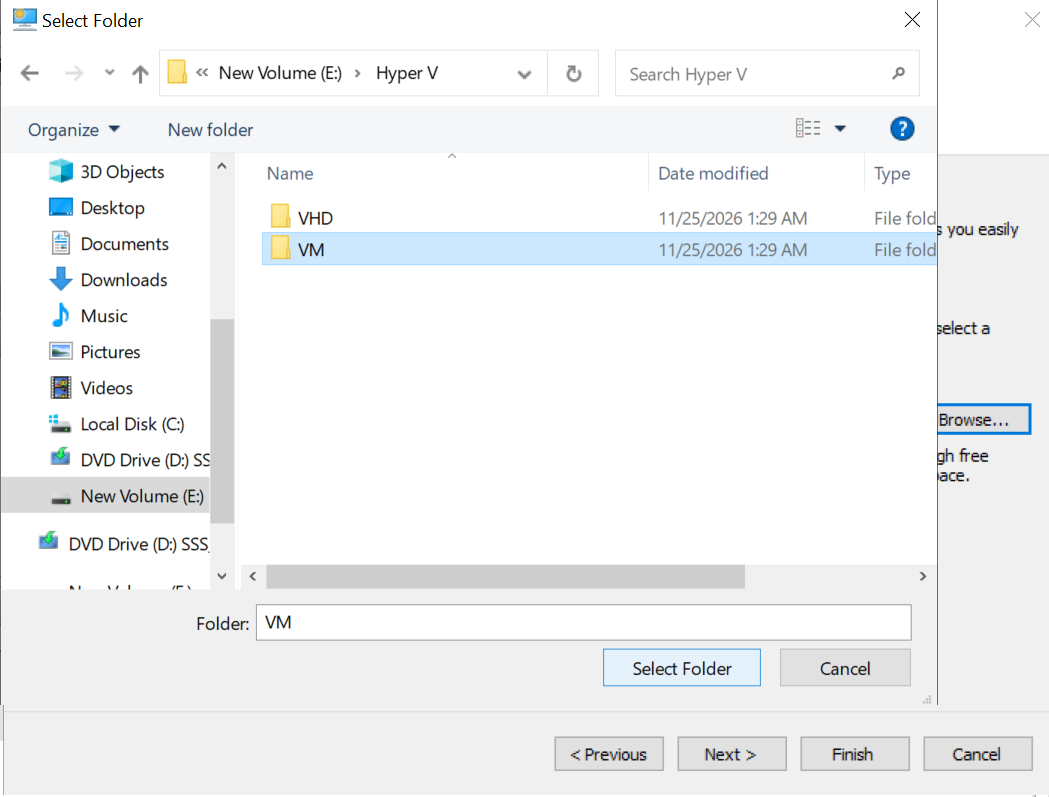 Select Folder
« New Volume (E:) › Hyper V
Search Hyper V
Organize
New folder
?
Name
Date modified
Type
3D Objects
Desktop
Documents
Downloads
Music
Pictures
Videos
Local Disk (C:)
DVD Drive (D:) SS
New Volume (E:)
DVD Drive (D:) SSS_
VHD 11/25/2026 1:29 AM File fold
VM 11/25/2026 1:29 AM File fold
s you easily
select a
Browse...
gh free
pace.
Folder: VM
Select Folder
Cancel
< Previous
Next >
Finish
Cancel